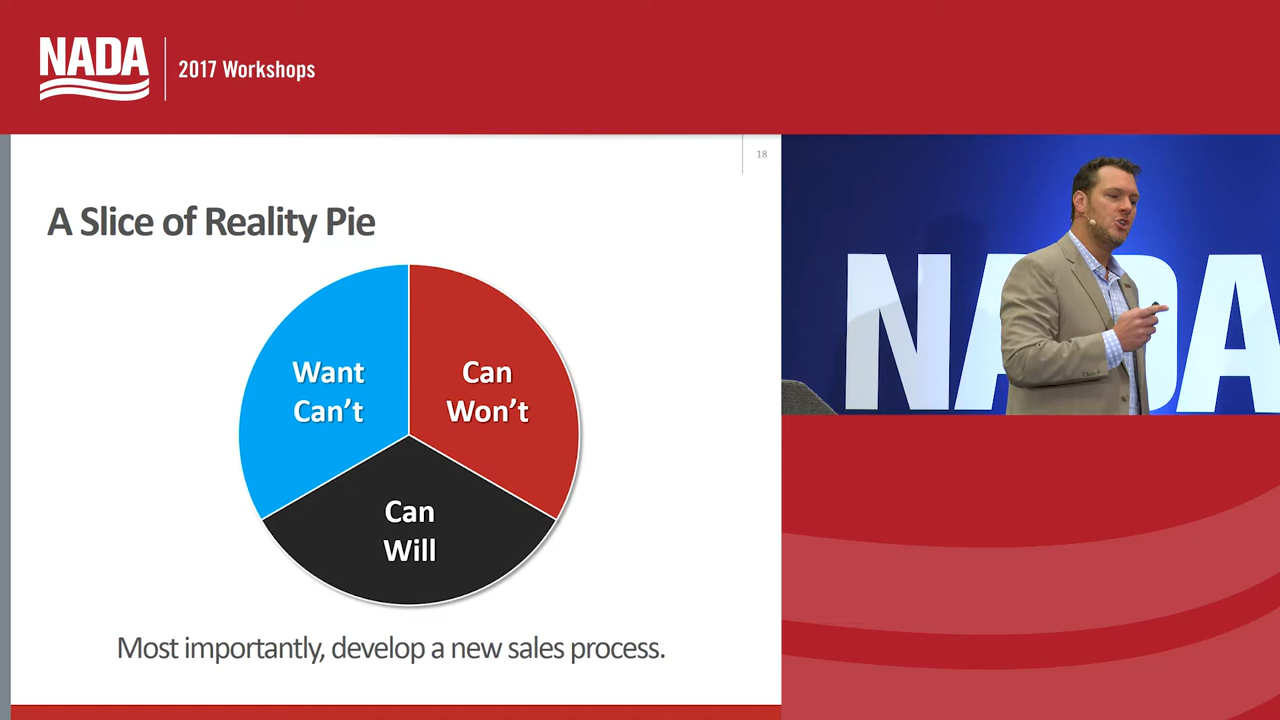 NADA
2017 Workshops
18
A Slice of Reality Pie
Want
Can't
Can
Won't
Can
Will
Most importantly, develop a new sales process.
NADA